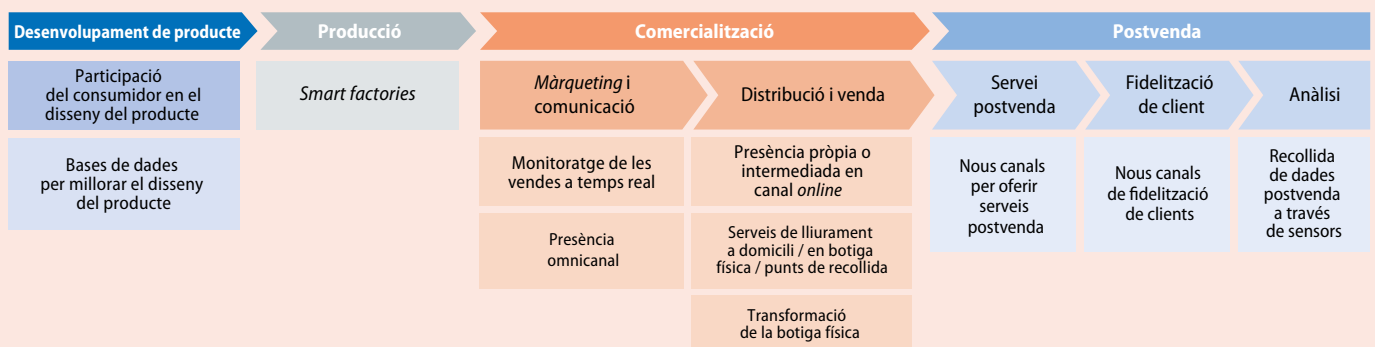 Desenvolupament de producte
Producció
Comercialització
Postvenda
Participació
del consumidor en el
disseny del producte
Smart factories
Màrqueting i
comunicació
Distribució i venda
Servei
postvenda
Fidelització
de client
Anàlisi
Bases de dades
per millorar el disseny
del producte
Monitoratge de les
vendes a temps real
Presència pròpia o
intermediada en
canal online
Nous canals
per oferir
serveis
postvenda
Nous canals
de fidelització
de clients
Recollida
de dades
postvenda
a través
de sensors
Presència
omnicanal
Serveis de lliurament
a domicili / en botiga
física / punts de recollida
Transformació
de la botiga física